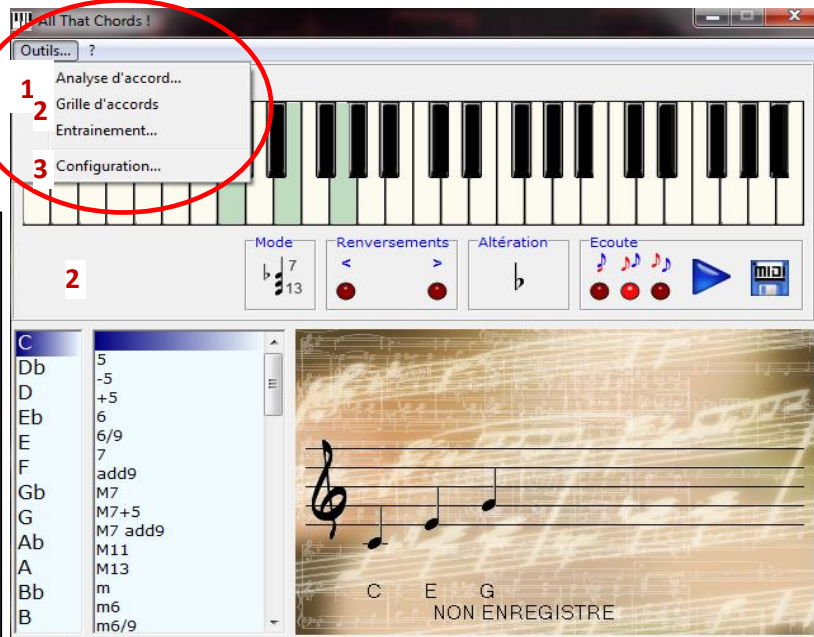 All That Chords !
Outils... ?
1 Analyse d'accord...
2 Grille d'accords
Entrainement...
3 Configuration...
Mode Renversements Altération Ecoute
♭ 7 < > ♭
13
MIDI
2
C
Db
D
Eb
E
F
Gb
G
Ab
A
Bb
B
5
-5
+5
6
6/9
7
add9
M7
M7+5
M7 add9
M11
M13
m
m6
m6/9
C E G
NON ENREGISTRE